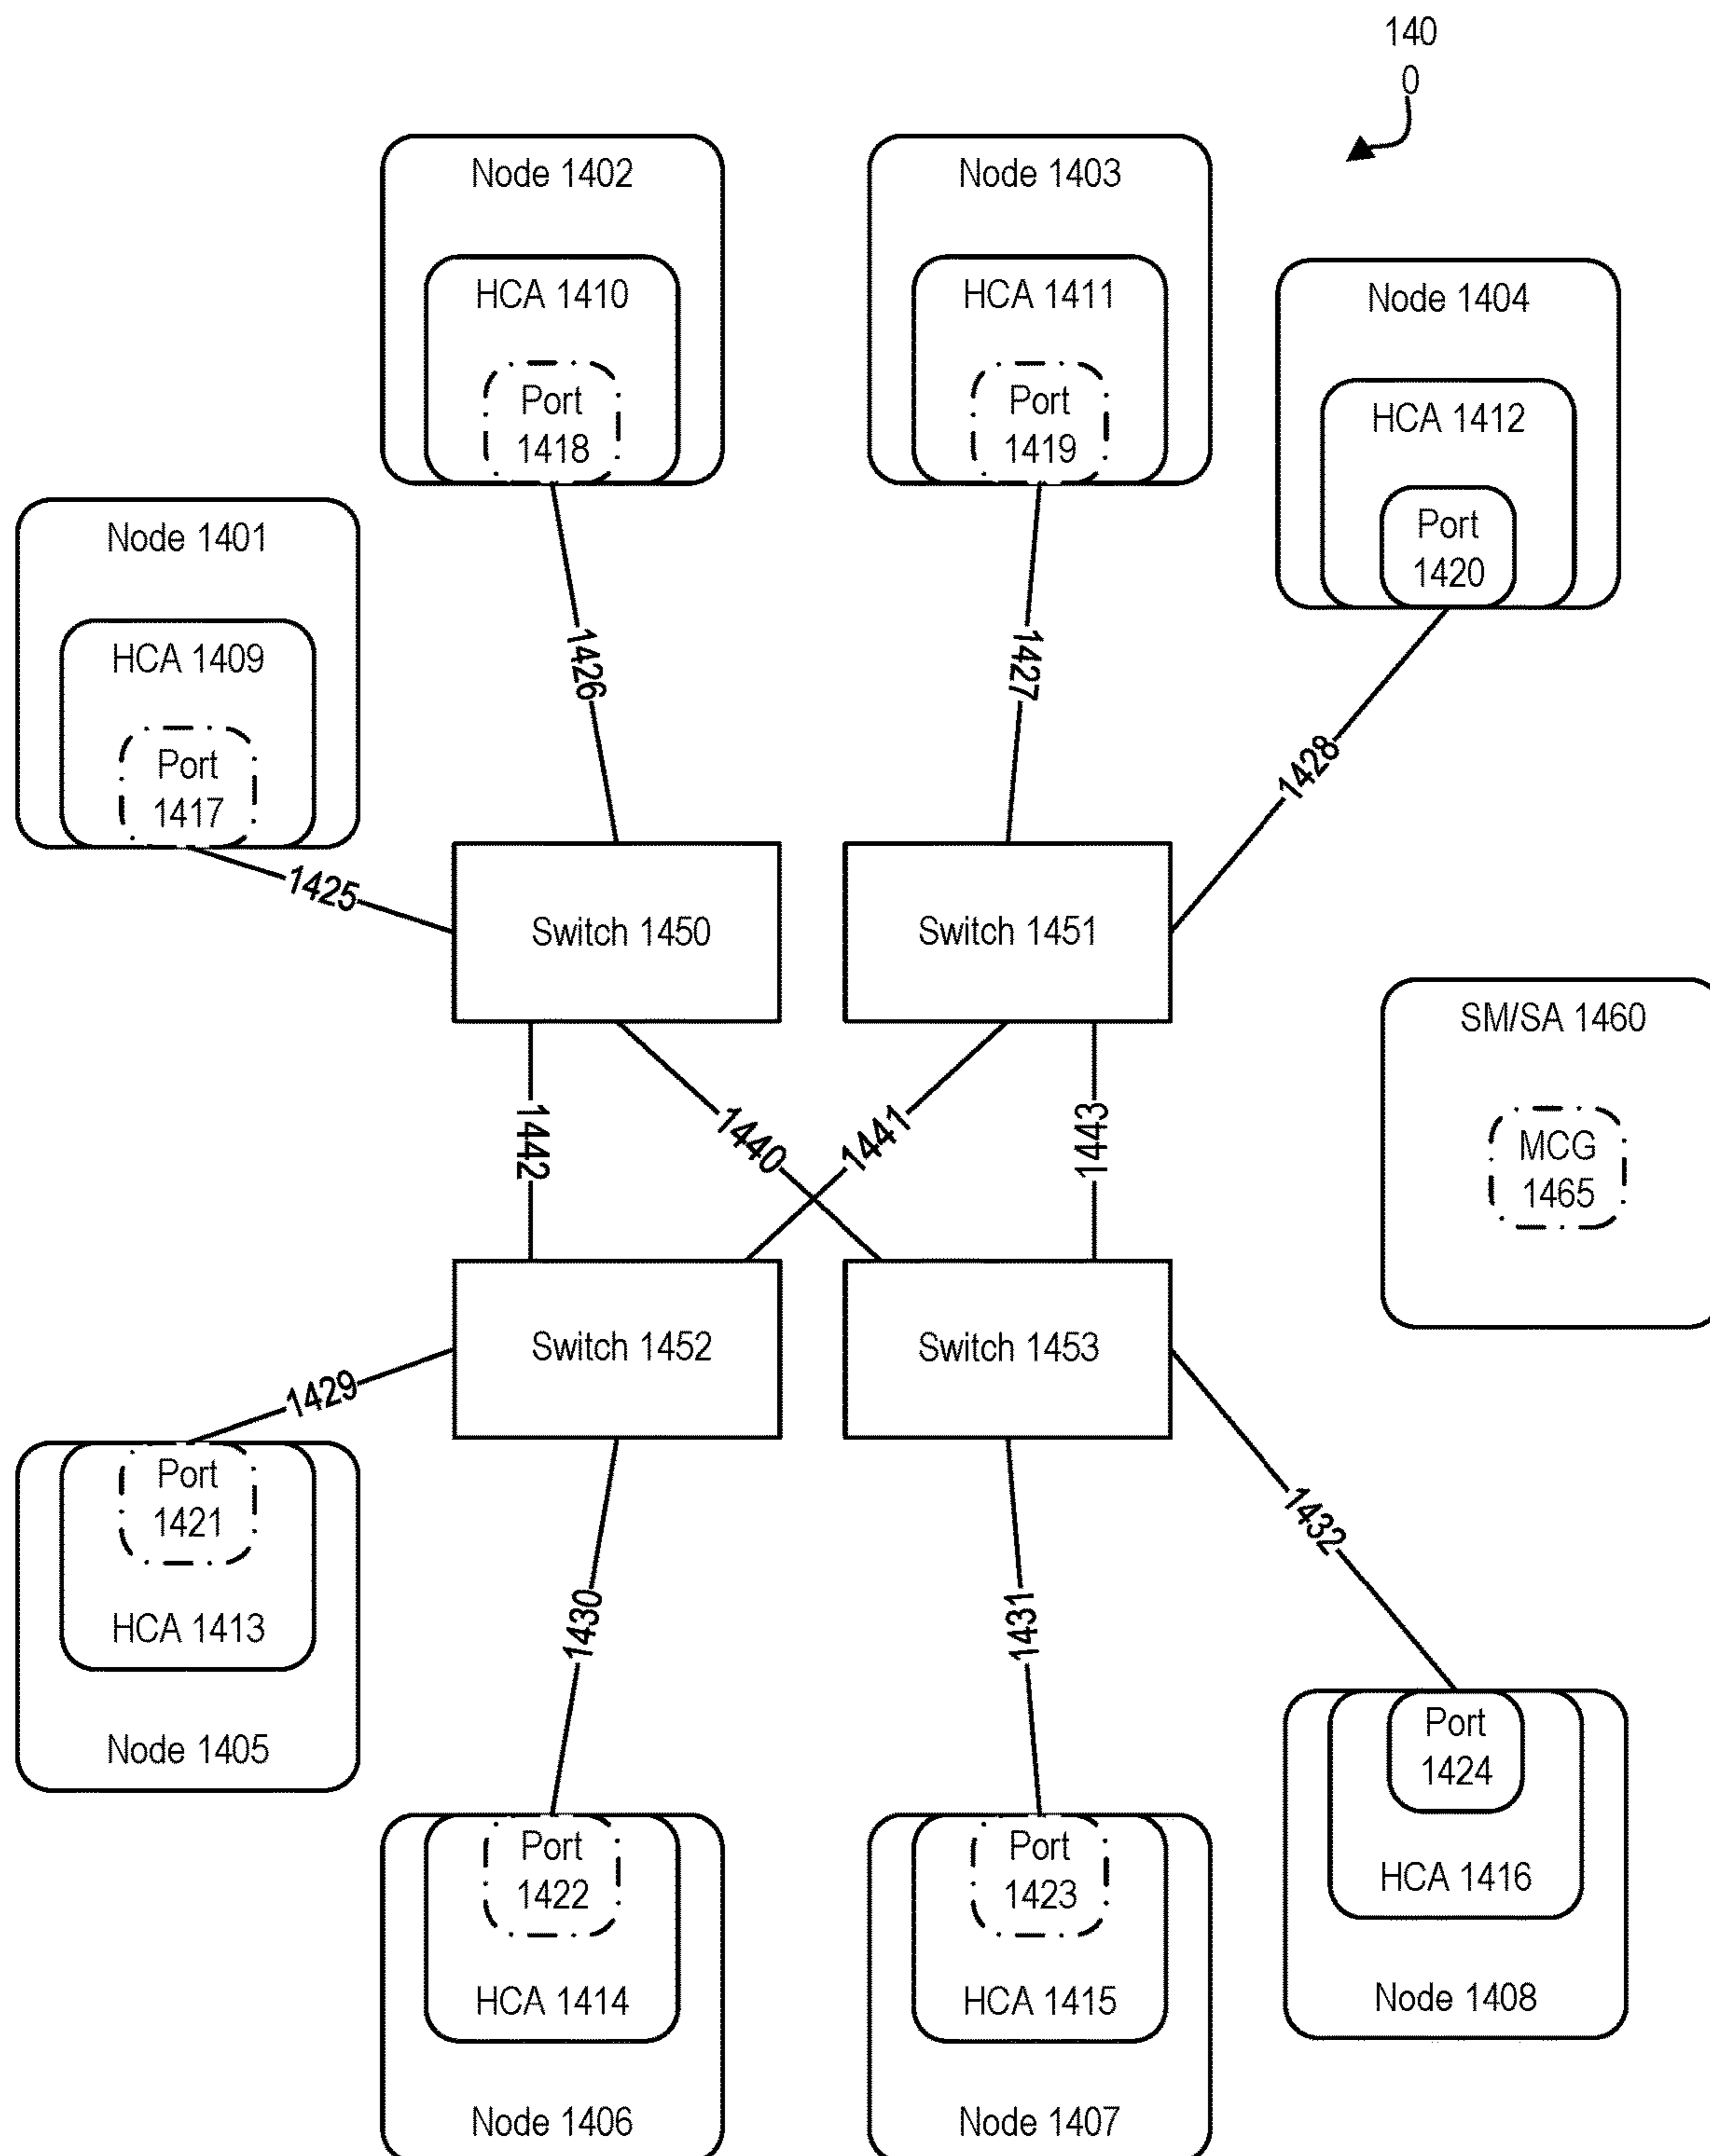 140
0
Node 1402
Node 1403
HCA 1410
HCA 1411
Node 1404
Port
1418
Port
1419
HCA 1412
Port
1420
Node 1401
HCA 1409
Port
1417
1426
1427
1428
1425
Switch 1450
Switch 1451
SM/SA 1460
MCG
1465
1442
1440
1441
1443
Switch 1452
Switch 1453
1429
Port
1421
HCA 1413
Node 1405
1430
1431
1432
Port
1424
HCA 1416
Node 1408
Port
1422
HCA 1414
Node 1406
Port
1423
HCA 1415
Node 1407